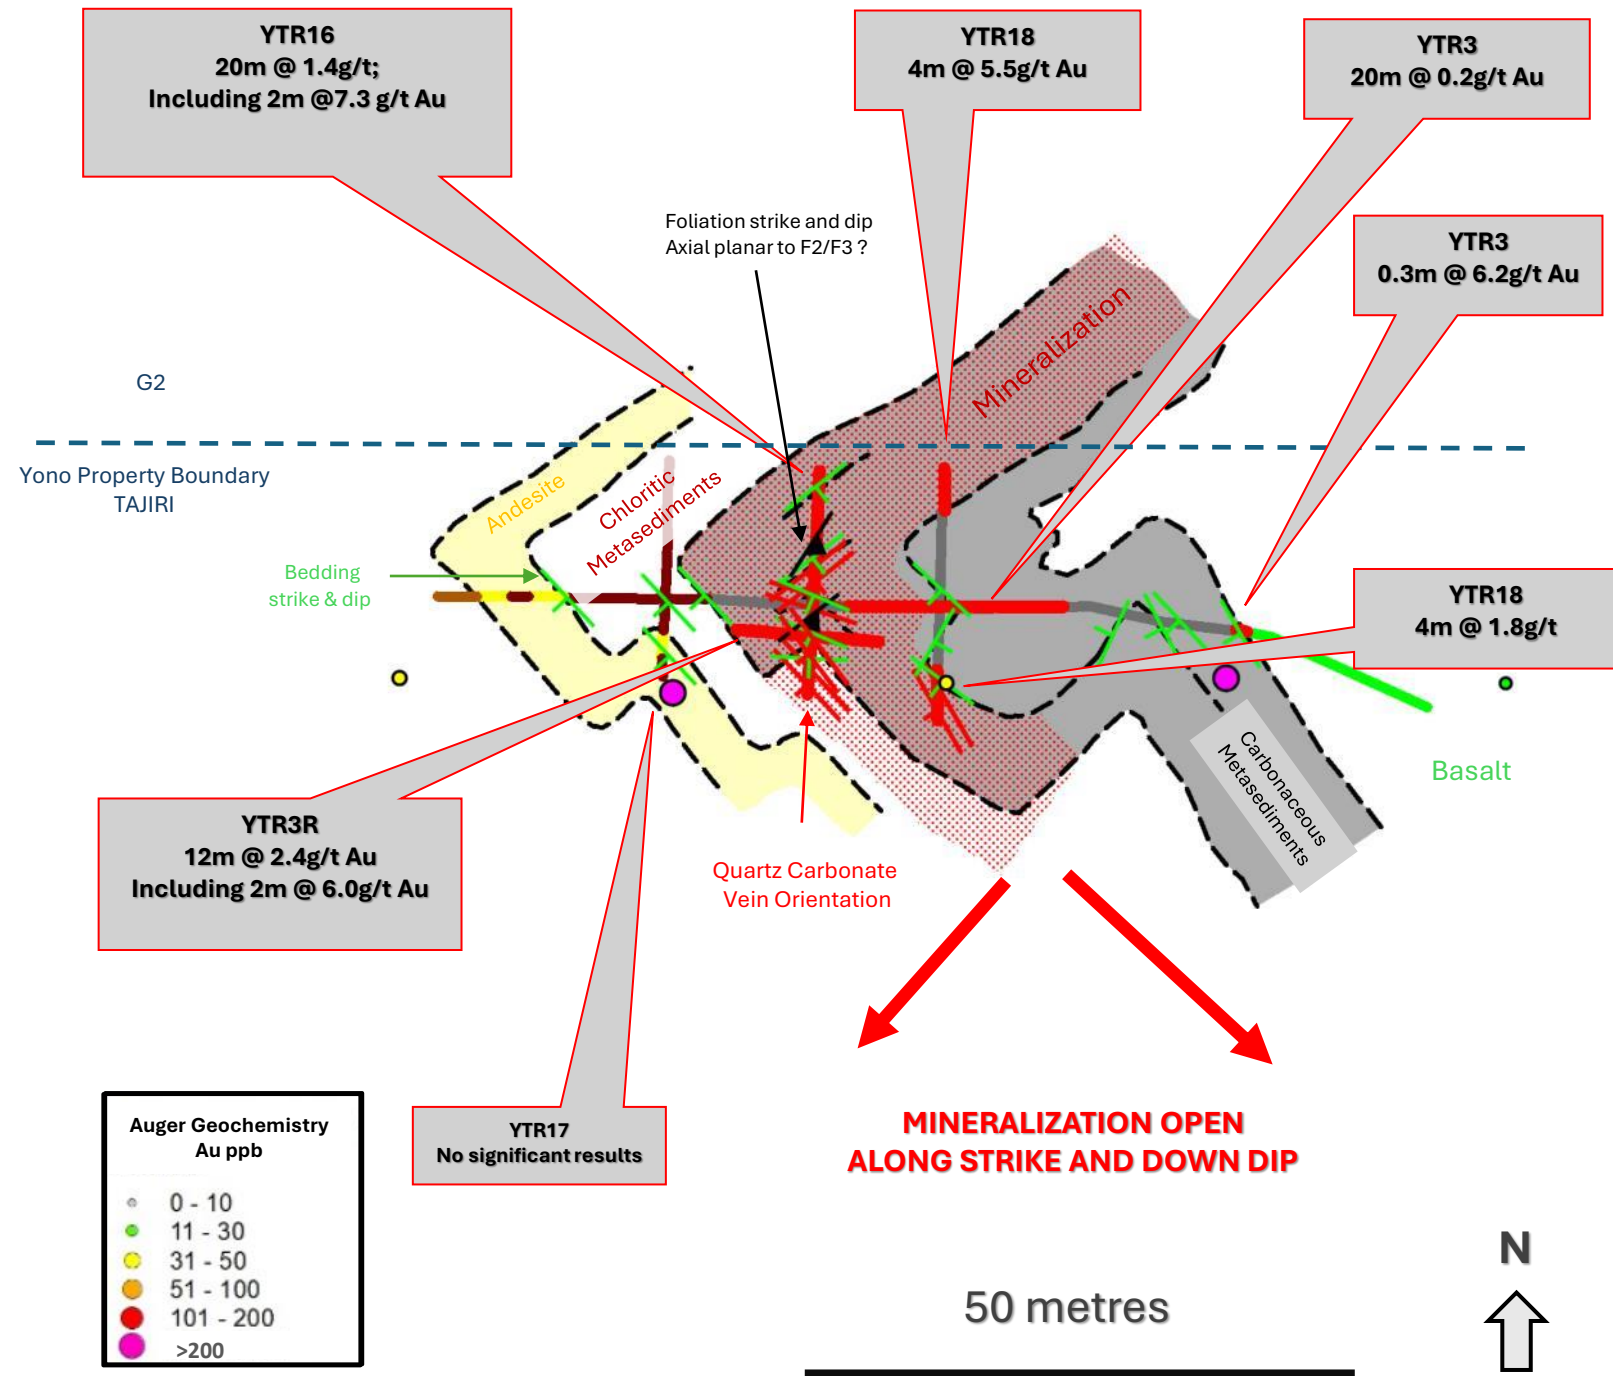 YTR16
20m @ 1.4g/t;
Including 2m @7.3 g/t Au
YTR18
4m @ 5.5g/t Au
YTR3
20m @ 0.2g/t Au
YTR3
0.3m @ 6.2g/t Au
Foliation strike and dip
Axial planar to F2/F3 ?
Mineralization
G2
Yono Property Boundary
TAJIRI
Andesite
Chloritic
Metasediments
Bedding
strike & dip
YTR18
4m @ 1.8g/t
Carbonaceous
Metasediments
Basalt
YTR3R
12m @ 2.4g/t Au
Including 2m @ 6.0g/t Au
Quartz Carbonate
Vein Orientation
YTR17
No significant results
MINERALIZATION OPEN
ALONG STRIKE AND DOWN DIP
Auger Geochemistry
Au ppb
0 - 10
11 - 30
31 - 50
51 - 100
101 - 200
>200
50 metres
N